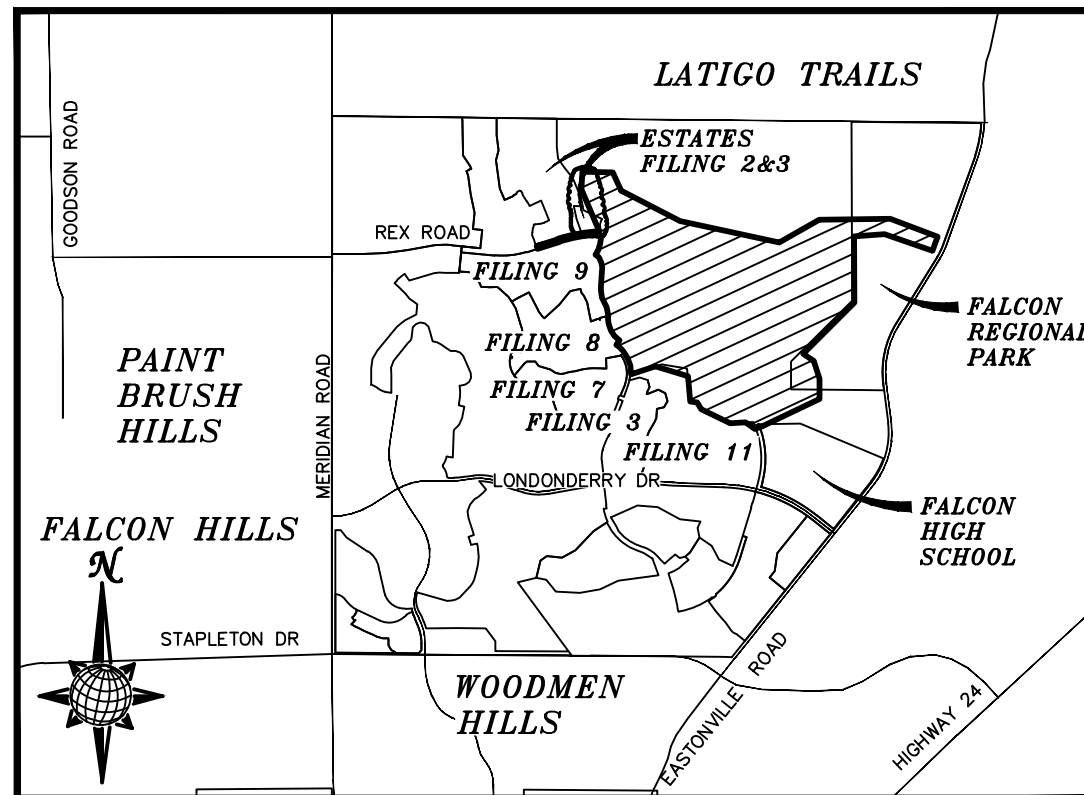 LATIGO TRAILS
ESTATES
FILING 2&3
GOODSON ROAD
REX ROAD
FILING 9
FALCON
REGIONAL
PARK
FILING 8
PAINT
BRUSH
HILLS
FILING 7
FILING 3
MERIDIAN ROAD
FILING 11
LONDONDERRY DR
FALCON
HIGH
SCHOOL
FALCON HILLS
N
STAPLETON DR
WOODMEN
HILLS
EASTONVILLE ROAD
HIGHWAY 24